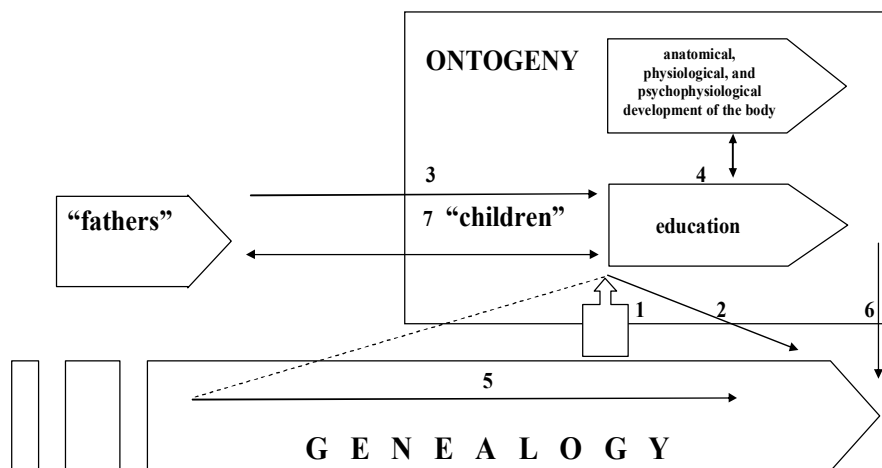 ONTOGENY
anatomical,
physiological, and
psychophysiological
development of the body
3
4
“fathers”
7 “children”
education
1
2
6
5
G E N E A L O G Y